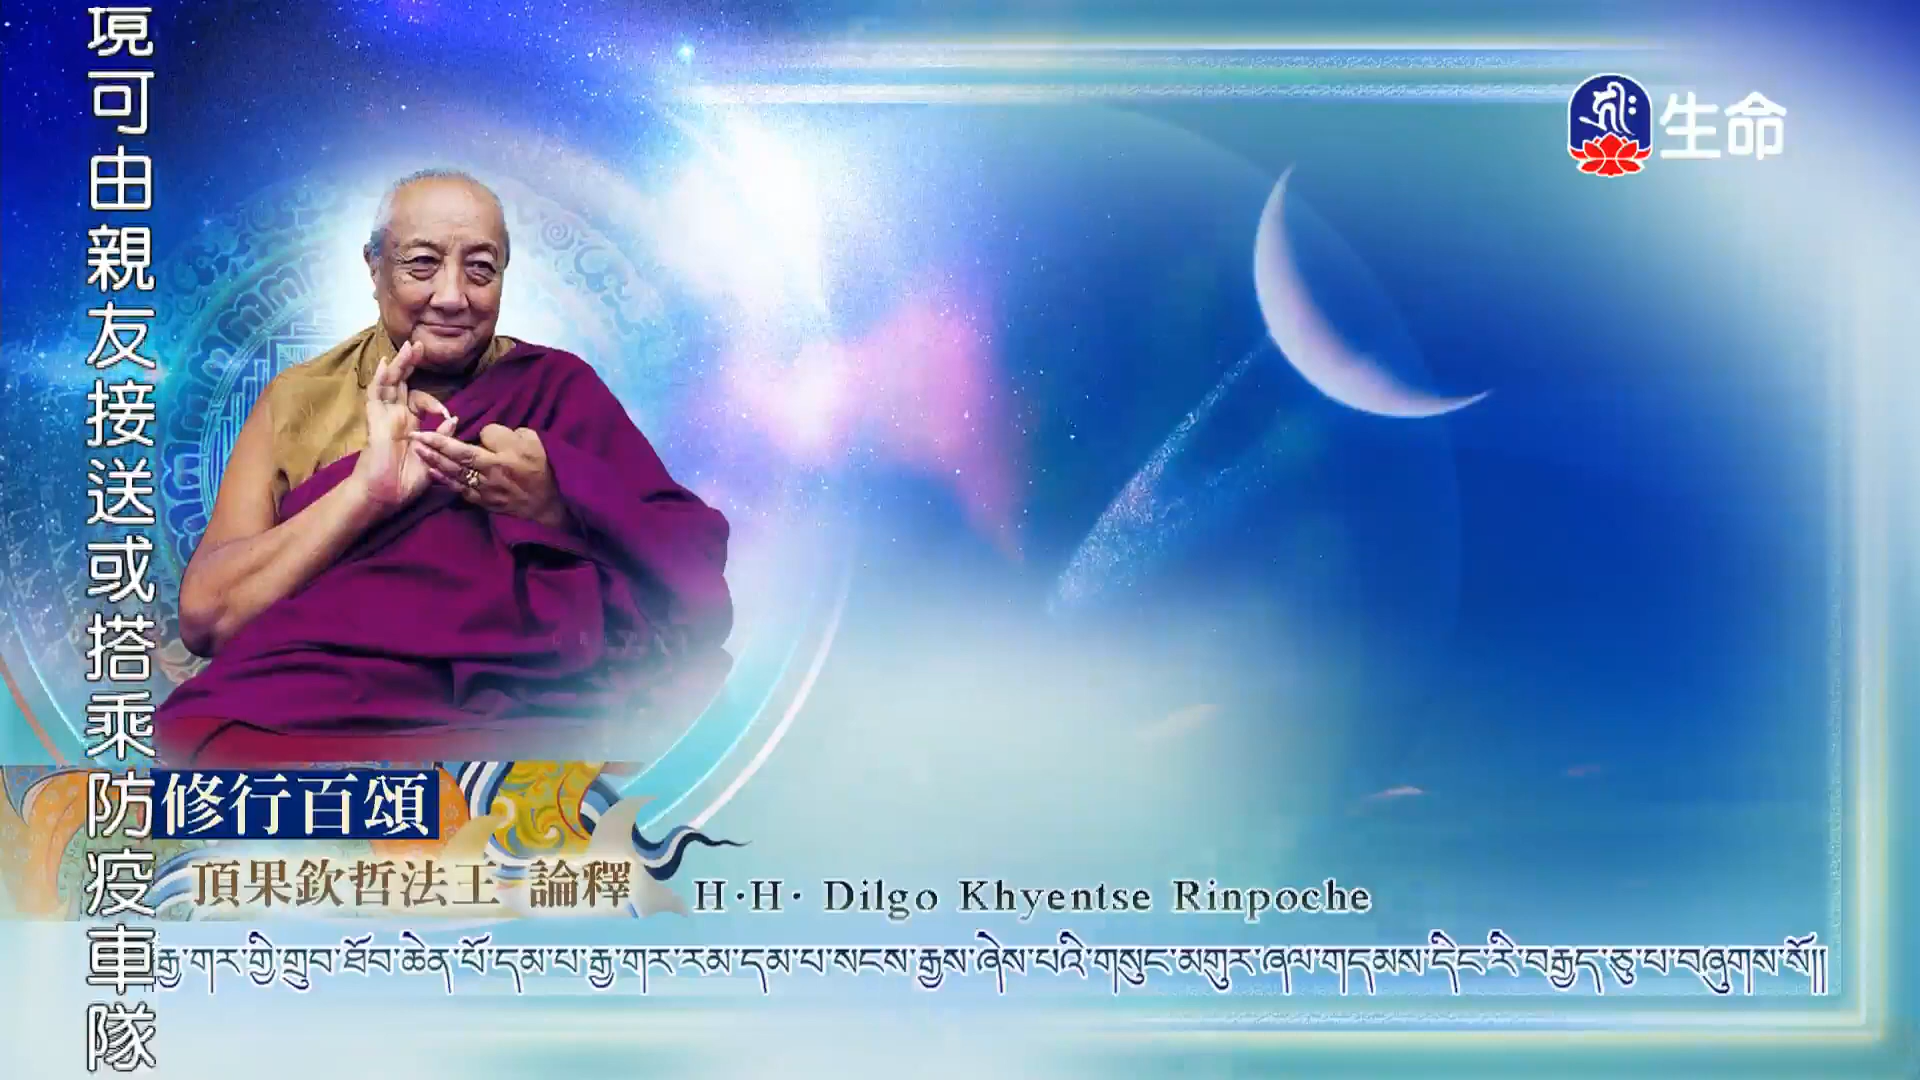 境可由親友接送或搭乘防疫車隊
生命
修行百頌
頂果欽哲法王 論釋
H·H· Dilgo Khyentse Rinpoche
རྒྱ་གར་གྱི་གྲུབ་ཐོབ་ཆེན་པོ་དམ་པ་རྒྱ་གར་རམ་དམ་པ་སངས་རྒྱས་ཞེས་པའི་གསུང་མགུར་ཞལ་གདམས་དིང་རི་བརྒྱད་ཅུ་པ་བཞུགས་སོ།།